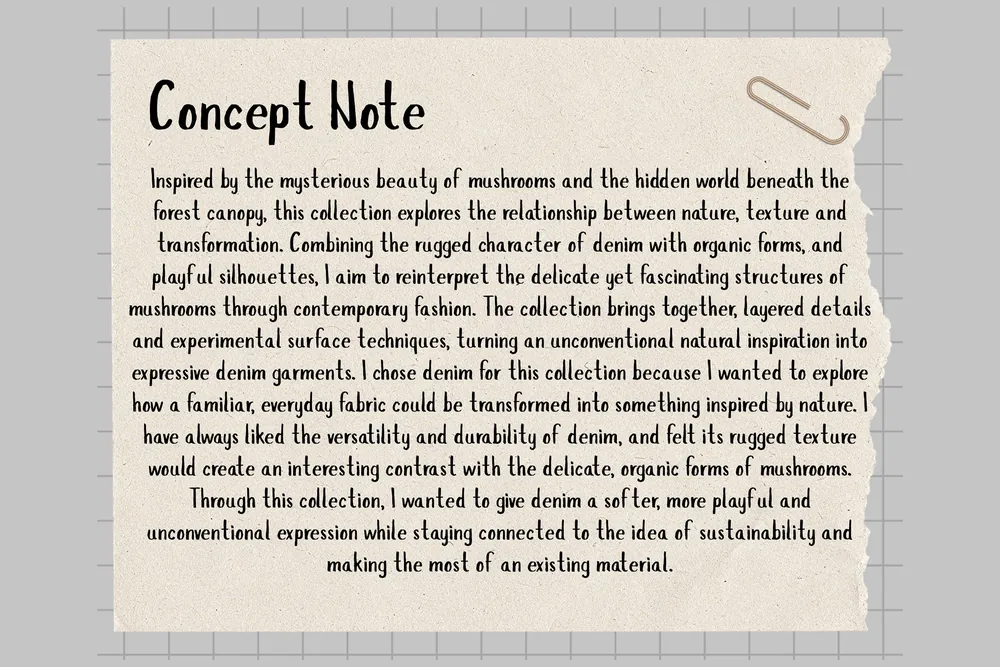 Concept Note
Inspired by the mysterious beauty of mushrooms and the hidden world beneath the
forest canopy, this collection explores the relationship between nature, texture and
transformation. Combining the rugged character of denim with organic forms, and
playful silhouettes, I aim to reinterpret the delicate yet fascinating structures of
mushrooms through contemporary fashion. The collection brings together, layered details
and experimental surface techniques, turning an unconventional natural inspiration into
expressive denim garments. I chose denim for this collection because I wanted to explore
how a familiar, everyday fabric could be transformed into something inspired by nature. I
have always liked the versatility and durability of denim, and felt its rugged texture
would create an interesting contrast with the delicate, organic forms of mushrooms.
Through this collection, I wanted to give denim a softer, more playful and
unconventional expression while staying connected to the idea of sustainability and
making the most of an existing material.